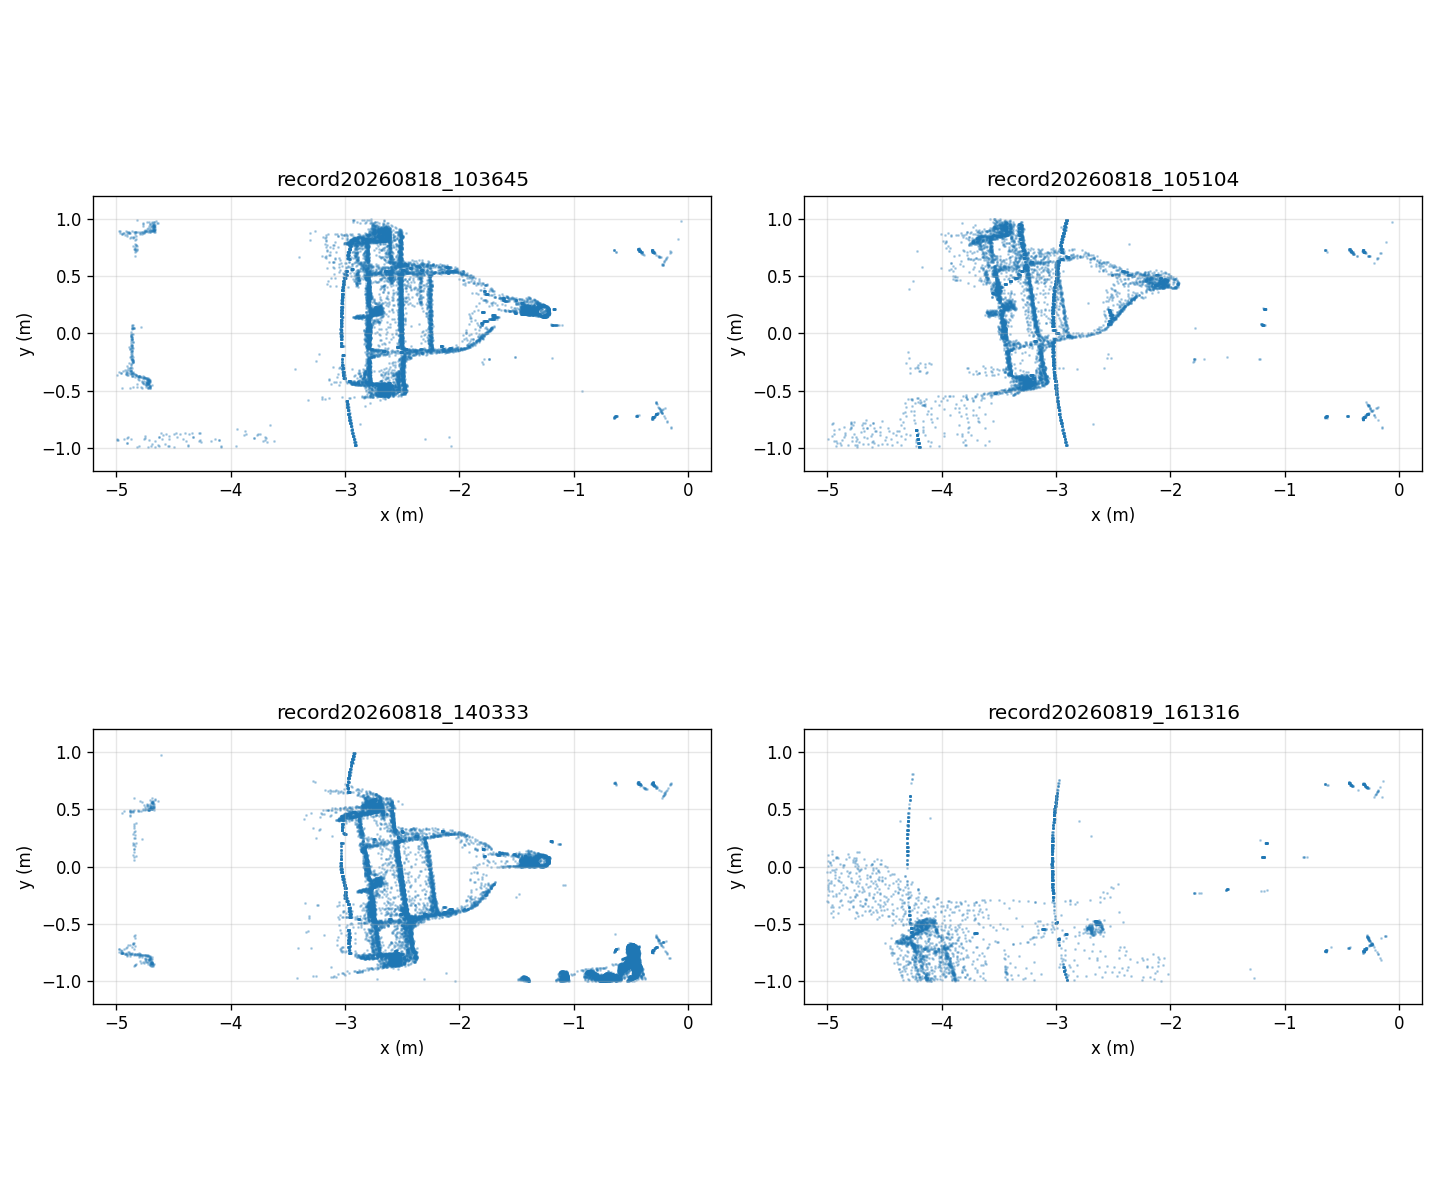 record20260818_103645
1.0
0.5
0.0
−0.5
−1.0
y (m)
−5 −4 −3 −2 −1 0
x (m)
record20260818_105104
1.0
0.5
0.0
−0.5
−1.0
y (m)
−5 −4 −3 −2 −1 0
x (m)
record20260818_140333
1.0
0.5
0.0
−0.5
−1.0
y (m)
−5 −4 −3 −2 −1 0
x (m)
record20260819_161316
1.0
0.5
0.0
−0.5
−1.0
y (m)
−5 −4 −3 −2 −1 0
x (m)